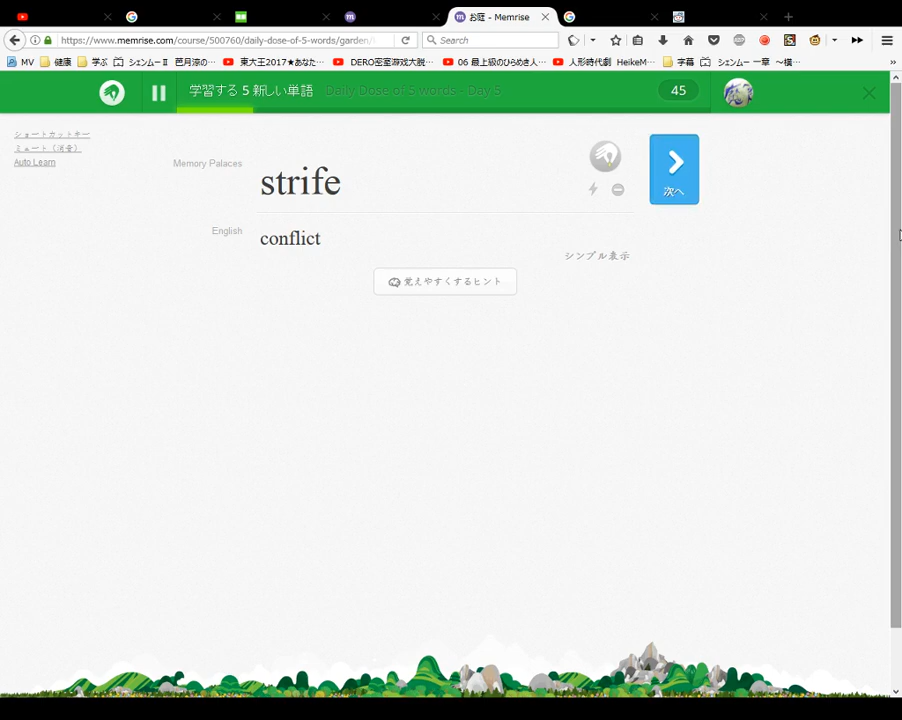 お庭 - Memrise
https://www.memrise.com/course/500760/daily-dose-of-5-words/garden/
Search
MV 健康 学ぶ シェンムーⅡ 芭月涼の… 東大王2017★あなた… DERO密室游戏大脱… 06 最上級のひらめき人… 人形時代劇 HeikeM… 字幕 シェンムー 一章 ～横…
学習する 5 新しい単語 Daily Dose of 5 words - Day 5 45
ショートカットキー
ミュート（消音）
Auto Learn
Memory Palaces
strife
次へ
English
conflict
シンプル表示
覚えやすくするヒント